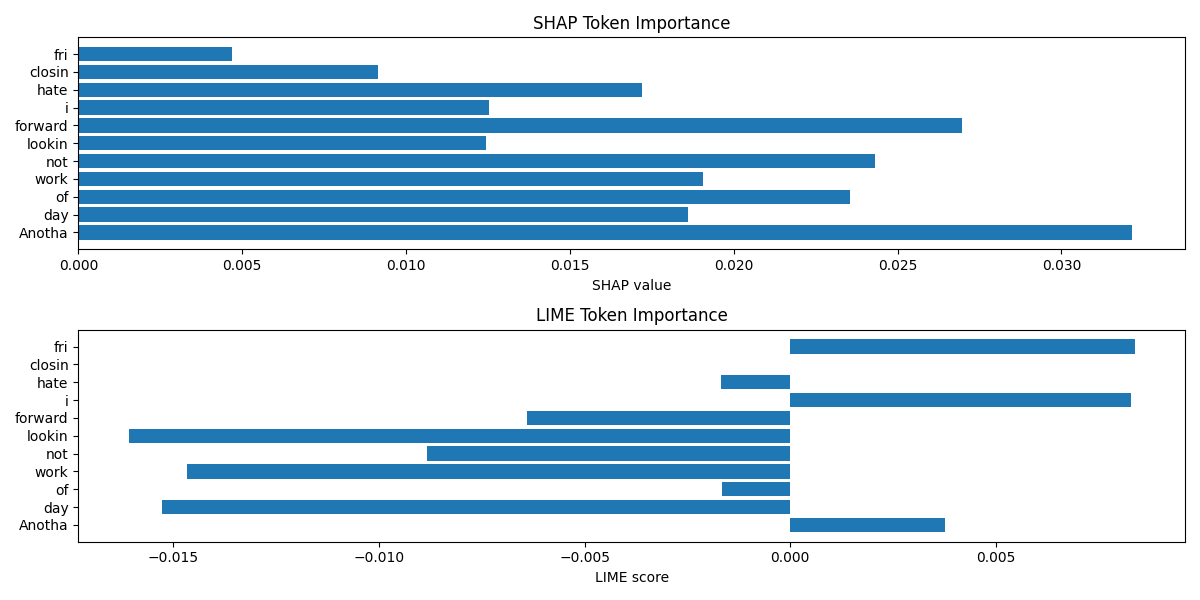 SHAP Token Importance
fri
closin
hate
i
forward
lookin
not
work
of
day
Anotha
0.000 0.005 0.010 0.015 0.020 0.025 0.030
SHAP value
LIME Token Importance
fri
closin
hate
i
forward
lookin
not
work
of
day
Anotha
−0.015 −0.010 −0.005 0.000 0.005
LIME score